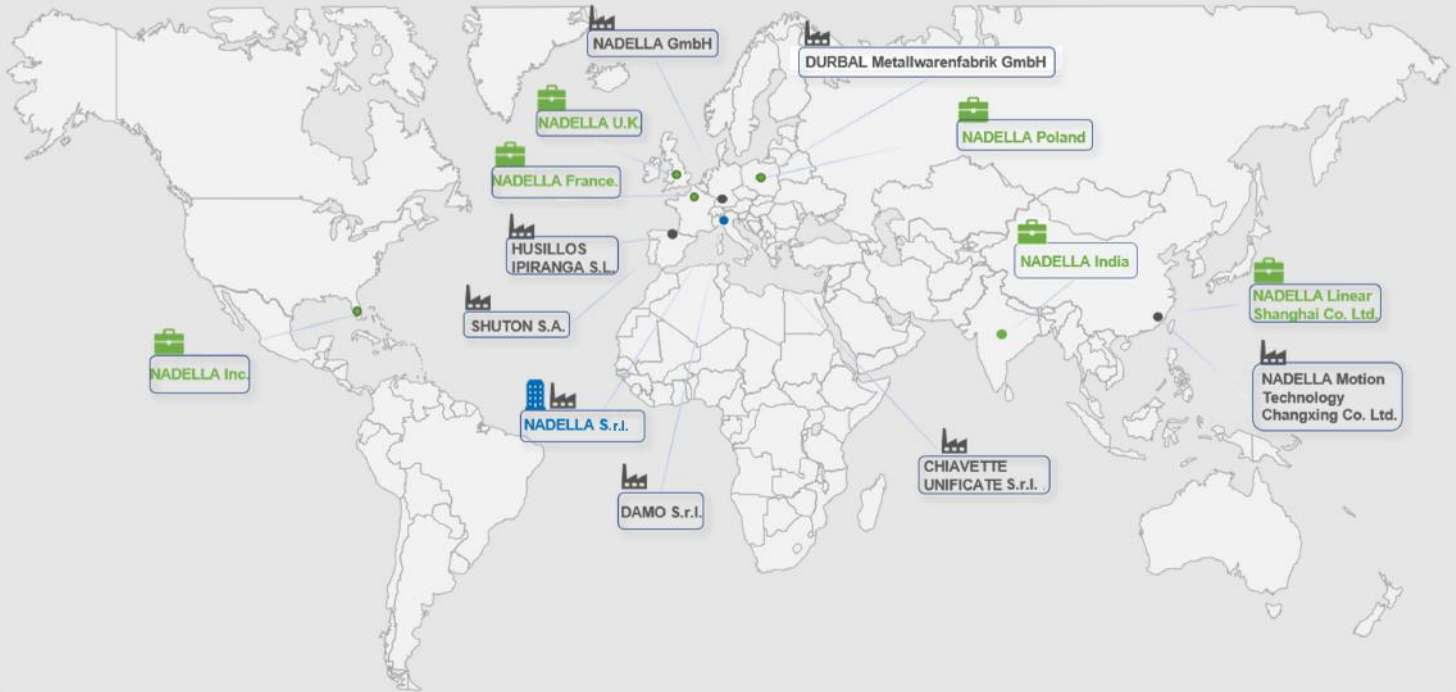 NADELLA GmbH
DURBAL Metallwarenfabrik GmbH
NADELLA U.K.
NADELLA Poland
NADELLA France.
HUSILLOS
IPIRANGA S.L.
NADELLA India
NADELLA Linear
Shanghai Co. Ltd.
SHUTON S.A.
NADELLA Inc.
NADELLA Motion
Technology
Changxing Co. Ltd.
NADELLA S.r.l.
CHIAVETTE
UNIFICATE S.r.l.
DAMO S.r.l.